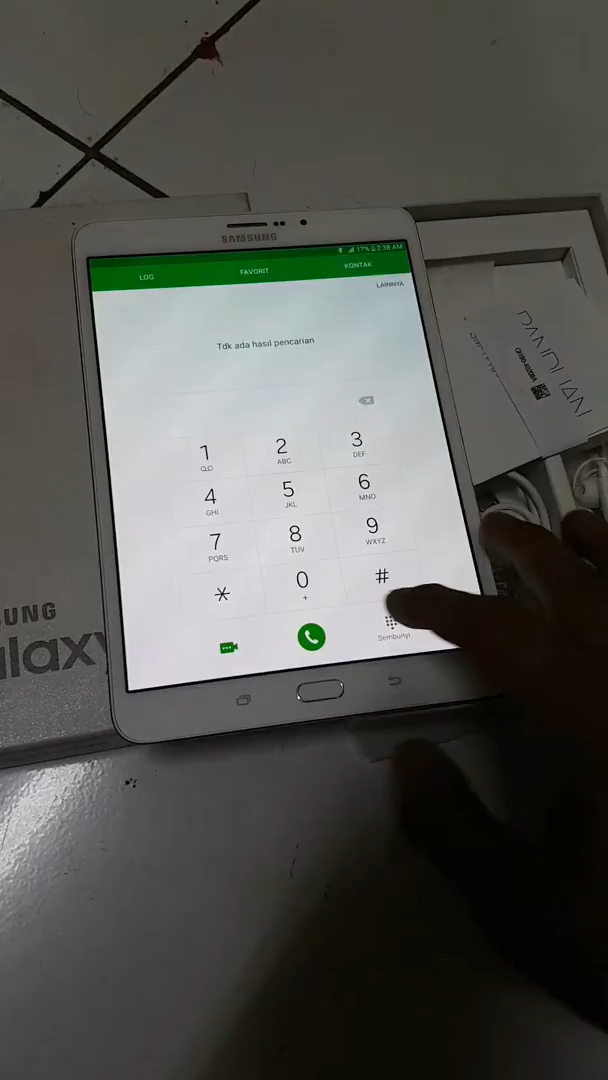 SAMSUNG
17% 2:38 AM
LOG
FAVORIT
KONTAK
LAINNYA
Tdk ada hasil pencarian
1
2
ABC
3
DEF
4
GHI
5
JKL
6
MNO
7
PQRS
8
TUV
9
WXYZ
*
0
+
#
Sembunyi
SUNG
alaxy
PANDUAN